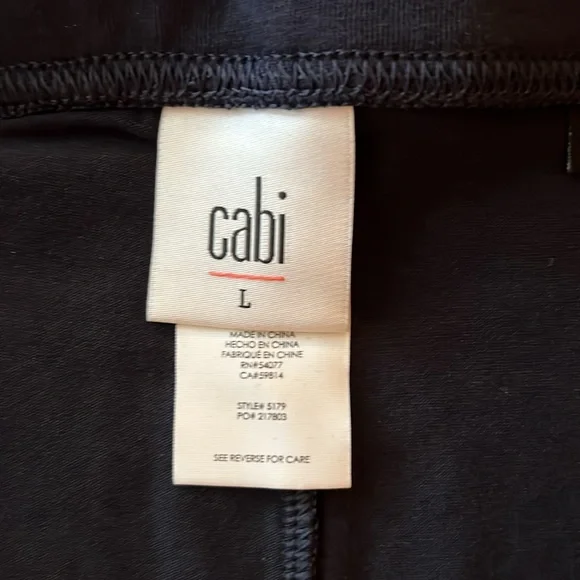 cabi
L
MADE IN CHINA
HECHO EN CHINA
FABRIQUÉ EN CHINE
RN#54077
CA#59814
STYLE# 5179
PO# 217803
SEE REVERSE FOR CARE